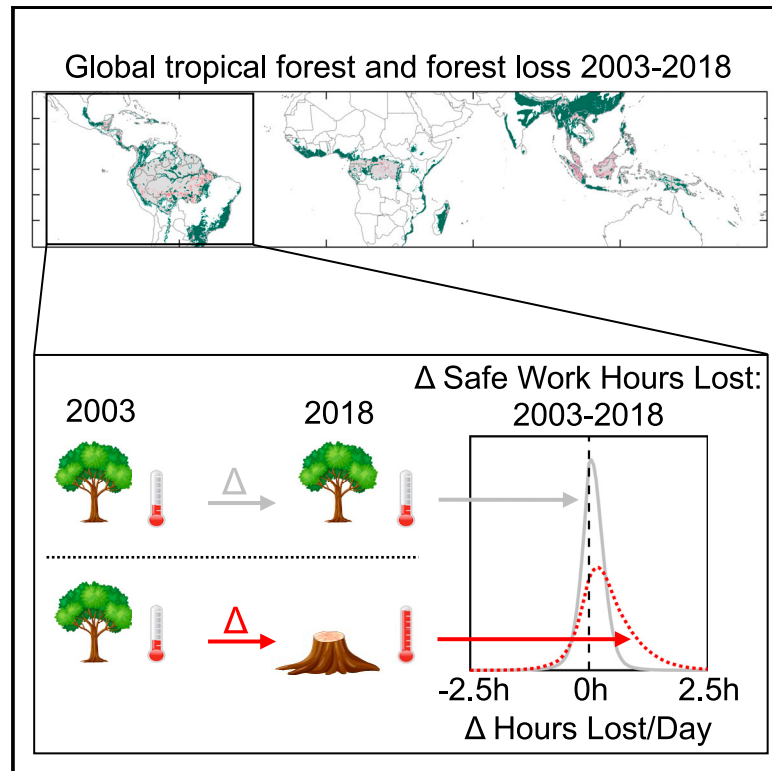 Global tropical forest and forest loss 2003-2018
Δ Safe Work Hours Lost:
2003-2018
2003
2018
Δ
Δ
-2.5h
0h
2.5h
Δ Hours Lost/Day